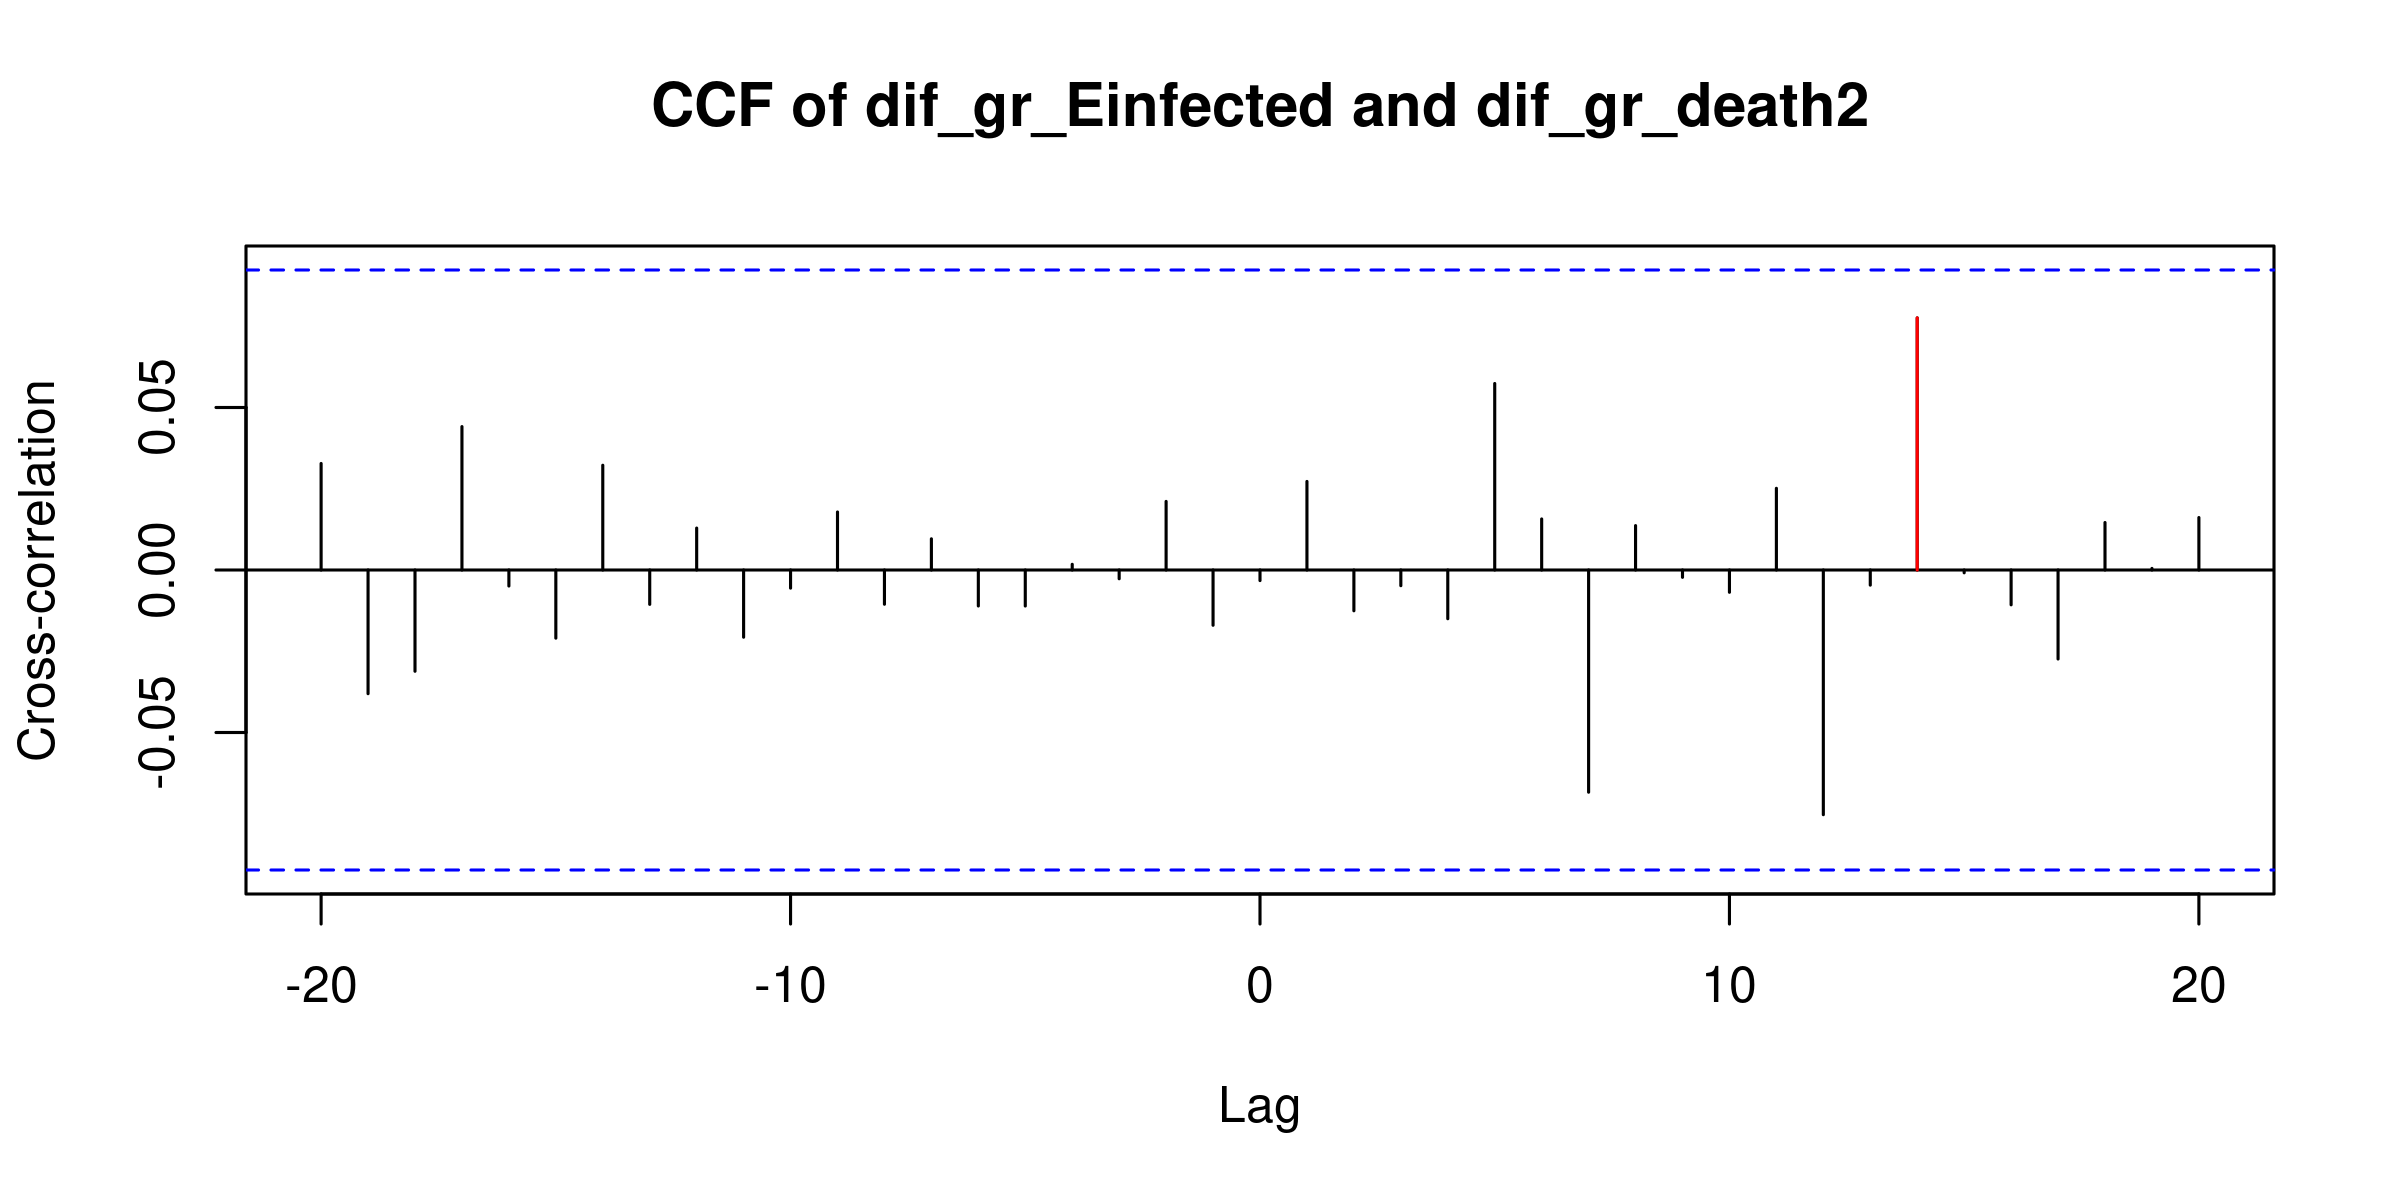 CCF of dif_gr_Einfected and dif_gr_death2
Cross-correlation
0.05
0.00
-0.05
-20
-10
0
10
20
Lag